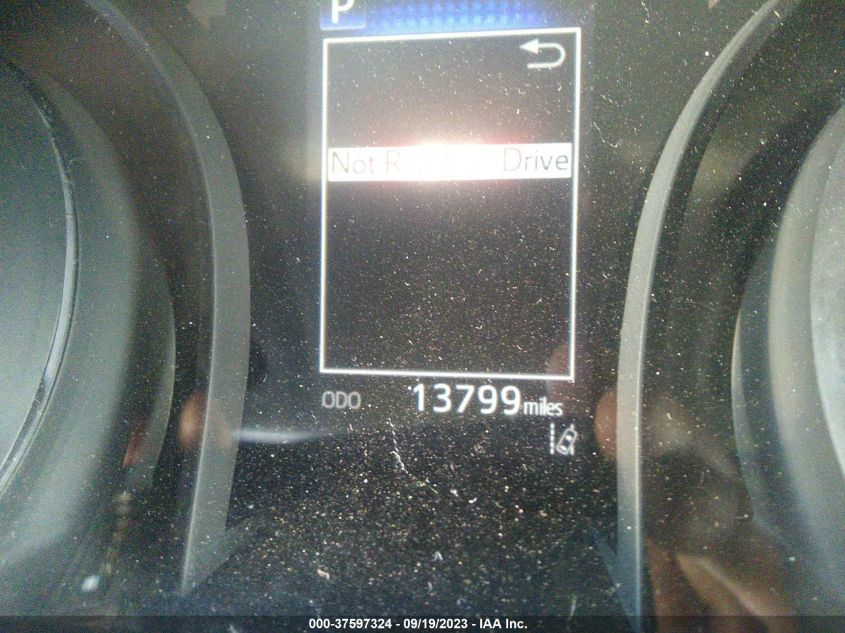 P
Not Drive
ODO 13799 miles
000-37597324 - 09/19/2023 - IAA Inc.